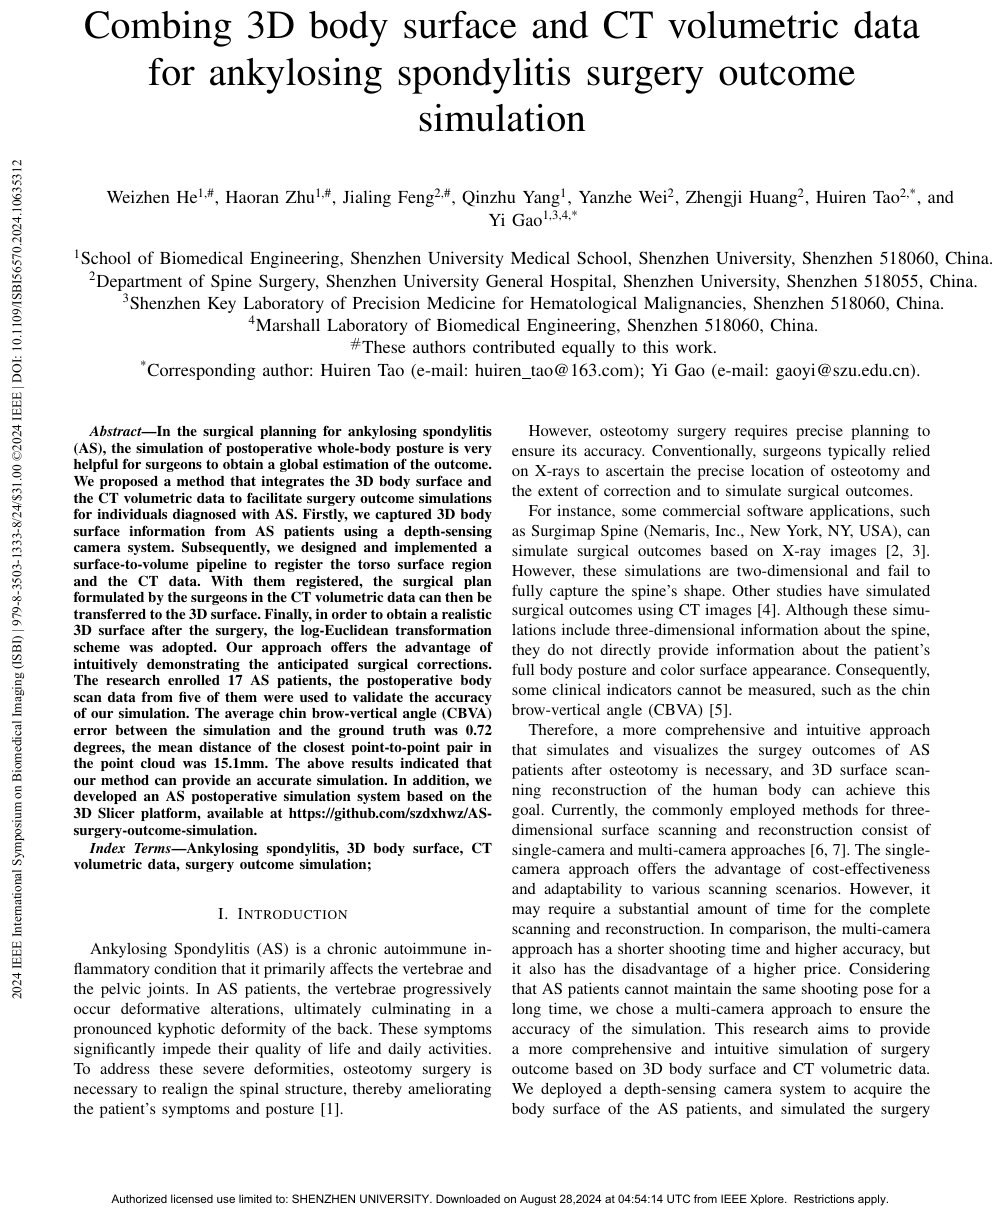 Combing 3D body surface and CT volumetric data
for ankylosing spondylitis surgery outcome
simulation
Weizhen He1,#, Haoran Zhu1,#, Jialing Feng2,#, Qinzhu Yang1, Yanzhe Wei2, Zhengji Huang2, Huiren Tao2,*, and
Yi Gao1,3,4,*
1School of Biomedical Engineering, Shenzhen University Medical School, Shenzhen University, Shenzhen 518060, China.
2Department of Spine Surgery, Shenzhen University General Hospital, Shenzhen University, Shenzhen 518055, China.
3Shenzhen Key Laboratory of Precision Medicine for Hematological Malignancies, Shenzhen 518060, China.
4Marshall Laboratory of Biomedical Engineering, Shenzhen 518060, China.
#These authors contributed equally to this work.
*Corresponding author: Huiren Tao (e-mail: huiren_tao@163.com); Yi Gao (e-mail: gaoyi@szu.edu.cn).
Abstract—In the surgical planning for ankylosing spondylitis
(AS), the simulation of postoperative whole-body posture is very
helpful for surgeons to obtain a global estimation of the outcome.
We proposed a method that integrates the 3D body surface and
the CT volumetric data to facilitate surgery outcome simulations
for individuals diagnosed with AS. Firstly, we captured 3D body
surface information from AS patients using a depth-sensing
camera system. Subsequently, we designed and implemented a
surface-to-volume pipeline to register the torso surface region
and the CT data. With them registered, the surgical plan
formulated by the surgeons in the CT volumetric data can then be
transferred to the 3D surface. Finally, in order to obtain a realistic
3D surface after the surgery, the log-Euclidean transformation
scheme was adopted. Our approach offers the advantage of
intuitively demonstrating the anticipated surgical corrections.
The research enrolled 17 AS patients, the postoperative body
scan data from five of them were used to validate the accuracy
of our simulation. The average chin brow-vertical angle (CBVA)
error between the simulation and the ground truth was 0.72
degrees, the mean distance of the closest point-to-point pair in
the point cloud was 15.1mm. The above results indicated that
our method can provide an accurate simulation. In addition, we
developed an AS postoperative simulation system based on the
3D Slicer platform, available at https://github.com/szdxhwz/AS-
surgery-outcome-simulation.
Index Terms—Ankylosing spondylitis, 3D body surface, CT
volumetric data, surgery outcome simulation;
I. INTRODUCTION
Ankylosing Spondylitis (AS) is a chronic autoimmune in-
flammatory condition that it primarily affects the vertebrae and
the pelvic joints. In AS patients, the vertebrae progressively
occur deformative alterations, ultimately culminating in a
pronounced kyphotic deformity of the back. These symptoms
significantly impede their quality of life and daily activities.
To address these severe deformities, osteotomy surgery is
necessary to realign the spinal structure, thereby ameliorating
the patient's symptoms and posture [1].
However, osteotomy surgery requires precise planning to
ensure its accuracy. Conventionally, surgeons typically relied
on X-rays to ascertain the precise location of osteotomy and
the extent of correction and to simulate surgical outcomes.
For instance, some commercial software applications, such
as Surgimap Spine (Nemaris, Inc., New York, NY, USA), can
simulate surgical outcomes based on X-ray images [2, 3].
However, these simulations are two-dimensional and fail to
fully capture the spine's shape. Other studies have simulated
surgical outcomes using CT images [4]. Although these simu-
lations include three-dimensional information about the spine,
they do not directly provide information about the patient's
full body posture and color surface appearance. Consequently,
some clinical indicators cannot be measured, such as the chin
brow-vertical angle (CBVA) [5].
Therefore, a more comprehensive and intuitive approach
that simulates and visualizes the surgey outcomes of AS
patients after osteotomy is necessary, and 3D surface scan-
ning reconstruction of the human body can achieve this
goal. Currently, the commonly employed methods for three-
dimensional surface scanning and reconstruction consist of
single-camera and multi-camera approaches [6, 7]. The single-
camera approach offers the advantage of cost-effectiveness
and adaptability to various scanning scenarios. However, it
may require a substantial amount of time for the complete
scanning and reconstruction. In comparison, the multi-camera
approach has a shorter shooting time and higher accuracy, but
it also has the disadvantage of a higher price. Considering
that AS patients cannot maintain the same shooting pose for a
long time, we chose a multi-camera approach to ensure the
accuracy of the simulation. This research aims to provide
a more comprehensive and intuitive simulation of surgery
outcome based on 3D body surface and CT volumetric data.
We deployed a depth-sensing camera system to acquire the
body surface of the AS patients, and simulated the surgery
2024 IEEE International Symposium on Biomedical Imaging (ISBI) | 979-8-3503-1333-8/24/$31.00 ©2024 IEEE | DOI: 10.1109/ISBI56570.2024.10635312
Authorized licensed use limited to: SHENZHEN UNIVERSITY. Downloaded on August 28,2024 at 04:54:14 UTC from IEEE Xplore. Restrictions apply.